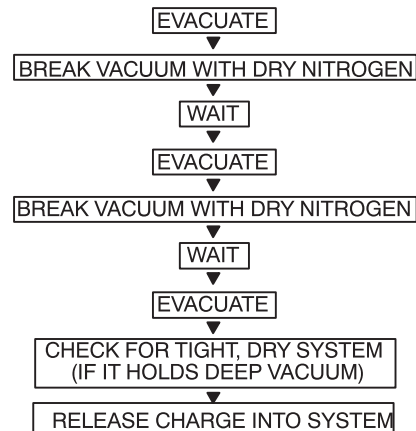 EVACUATE
BREAK VACUUM WITH DRY NITROGEN
WAIT
EVACUATE
BREAK VACUUM WITH DRY NITROGEN
WAIT
EVACUATE
CHECK FOR TIGHT, DRY SYSTEM
(IF IT HOLDS DEEP VACUUM)
RELEASE CHARGE INTO SYSTEM